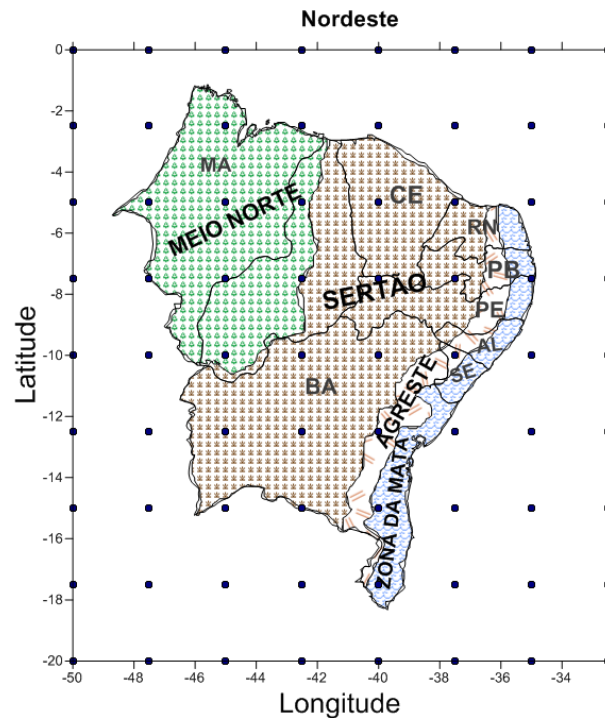 Nordeste
0
-2
-4
-6
-8
-10
-12
-14
-16
-18
-20
Latitude
MA
MEIO NORTE
CE
RN
PB
SERTÃO
PE
AL
SE
BA
AGRESTE
ZONA DA MATA
-50
-48
-46
-44
-42
-40
-38
-36
-34
Longitude